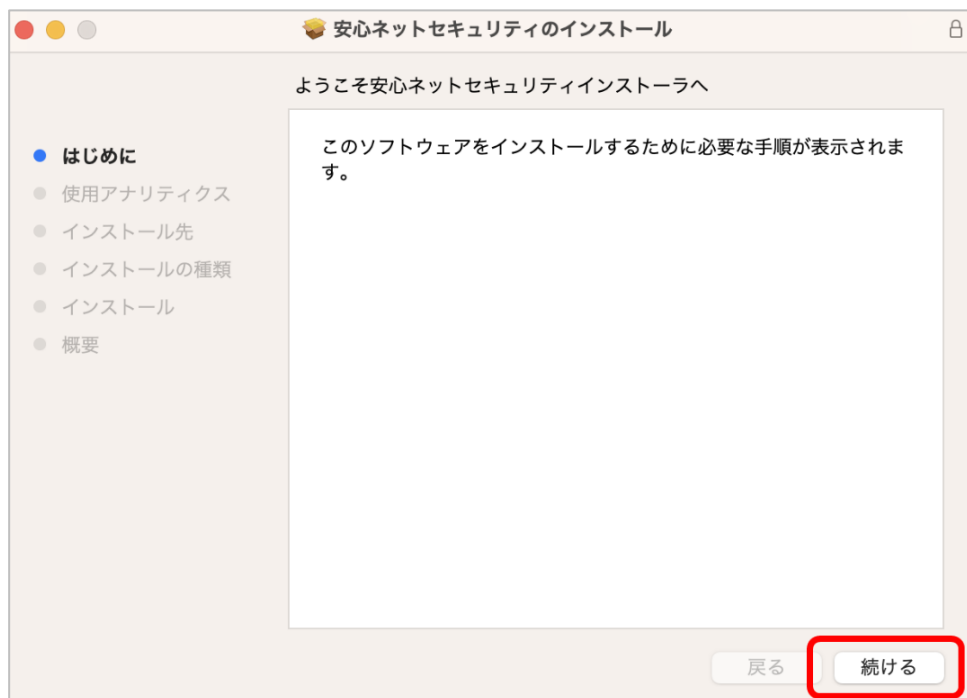 安心ネットセキュリティのインストール
ようこそ安心ネットセキュリティインストーラへ
はじめに
使用アナリティクス
インストール先
インストールの種類
インストール
概要
このソフトウェアをインストールするために必要な手順が表示されま
す。
戻る
続ける